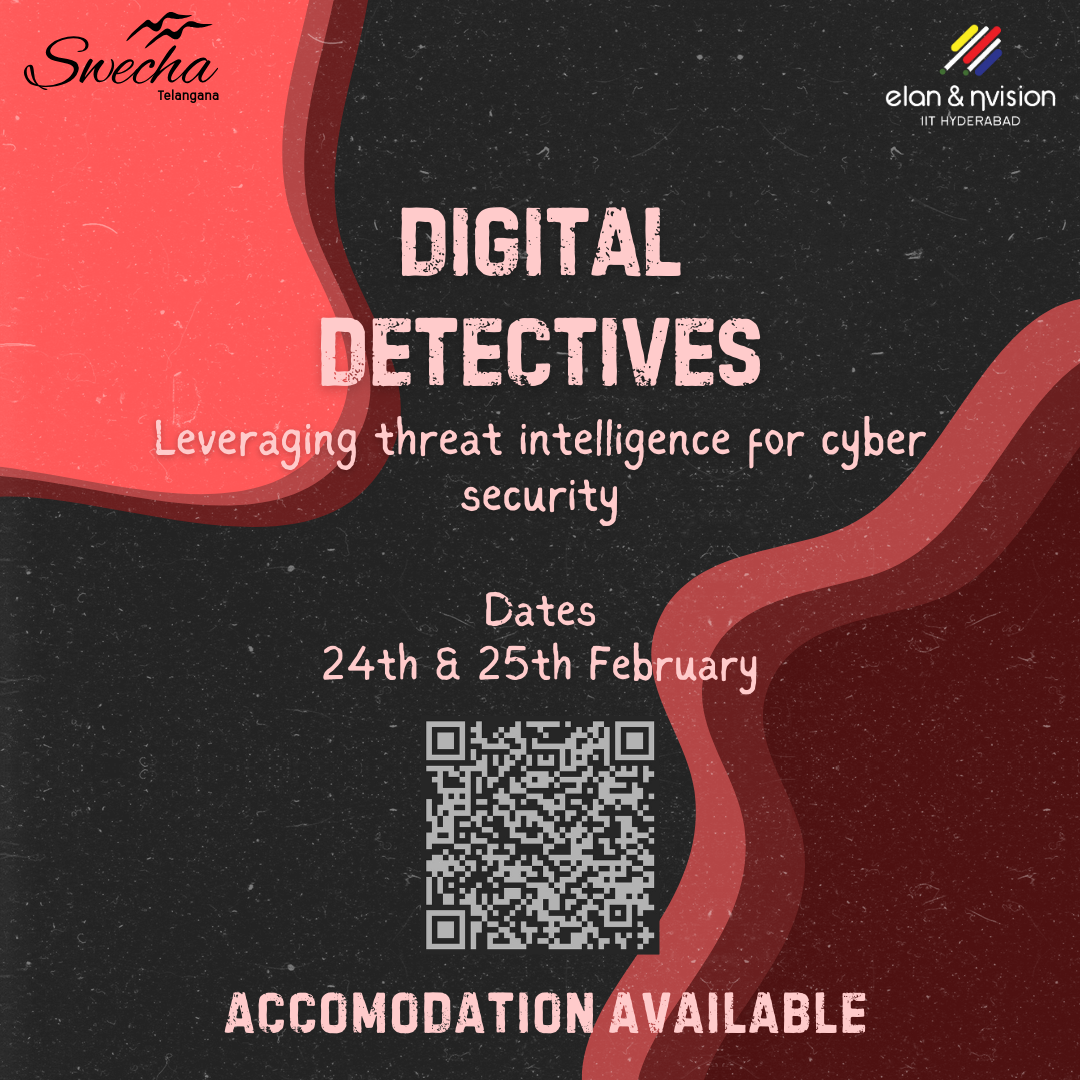 Swecha
Telangana
elan & ηvision
IIT HYDERABAD
DIGITAL
DETECTIVES
Leveraging threat intelligence for cyber
security
Dates
24th & 25th February
ACCOMODATION AVAILABLE